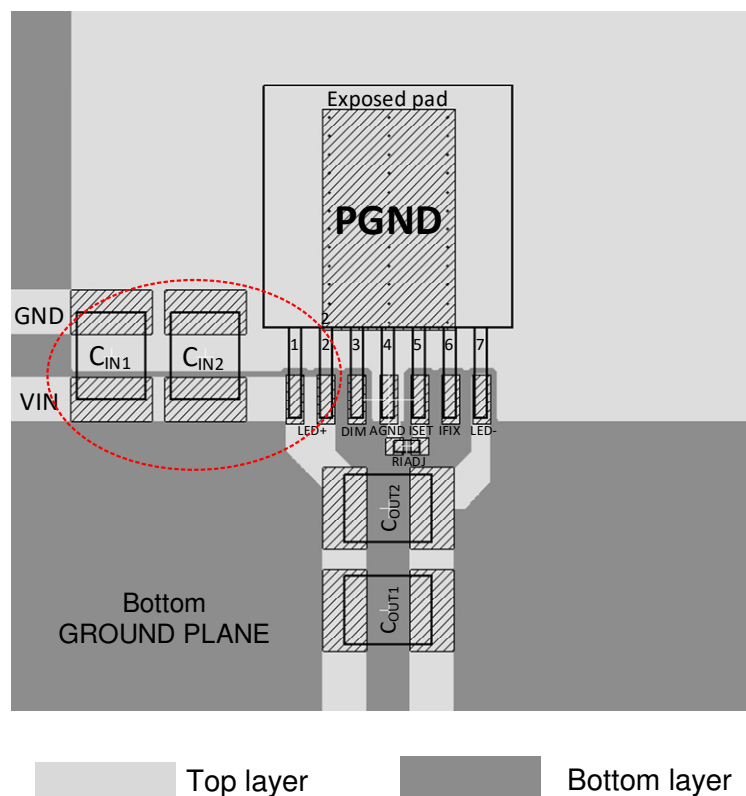 Exposed pad
PGND
2
GND
CIN1
CIN2
VIN
1
2
3
4
5
6
7
LED+
DIM
AGND
ISET
IFIX
LED-
RIADJ
COUT2
COUT1
Bottom
GROUND PLANE
Top layer
Bottom layer